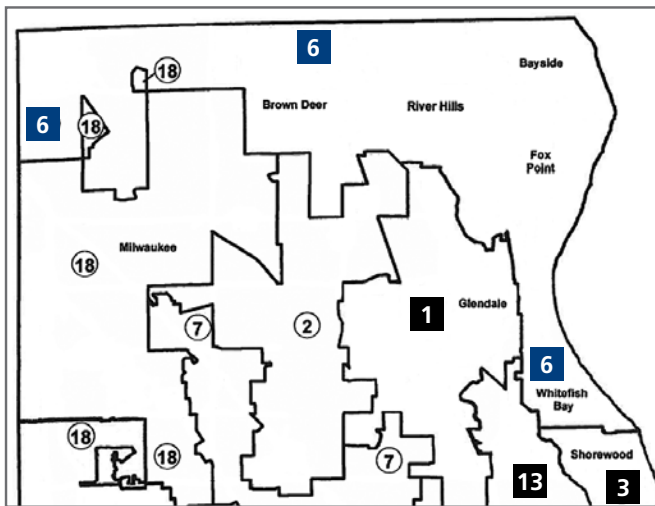 6
Bayside
18
Brown Deer
River Hills
6
18
Fox
Point
Milwaukee
18
Glendale
1
7
2
6
Whitefish
Bay
18
18
7
Shorewood
13
3